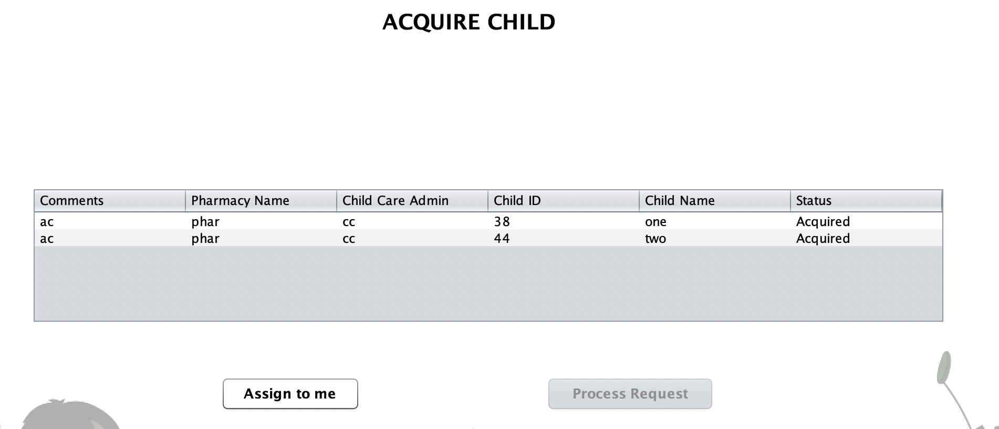 ACQUIRE CHILD
Comments Pharmacy Name Child Care Admin Child ID Child Name Status
ac phar cc 38 one Acquired
ac phar cc 44 two Acquired
Assign to me Process Request